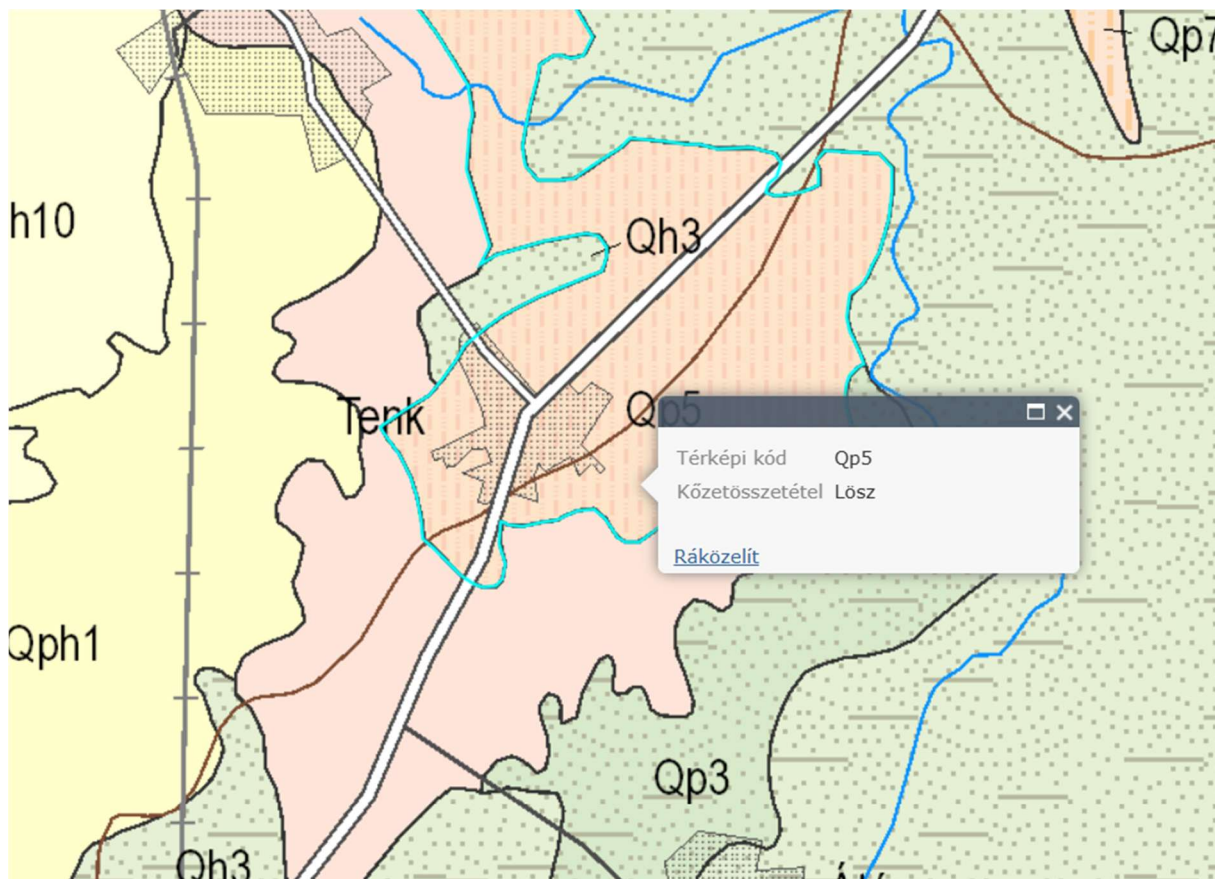 Qp7
h10
Qh3
Tenk
Qp5
Térképi kód Qp5
Kőzetösszetétel Lösz
Ráközelít
Qph1
Qp3
Qh3